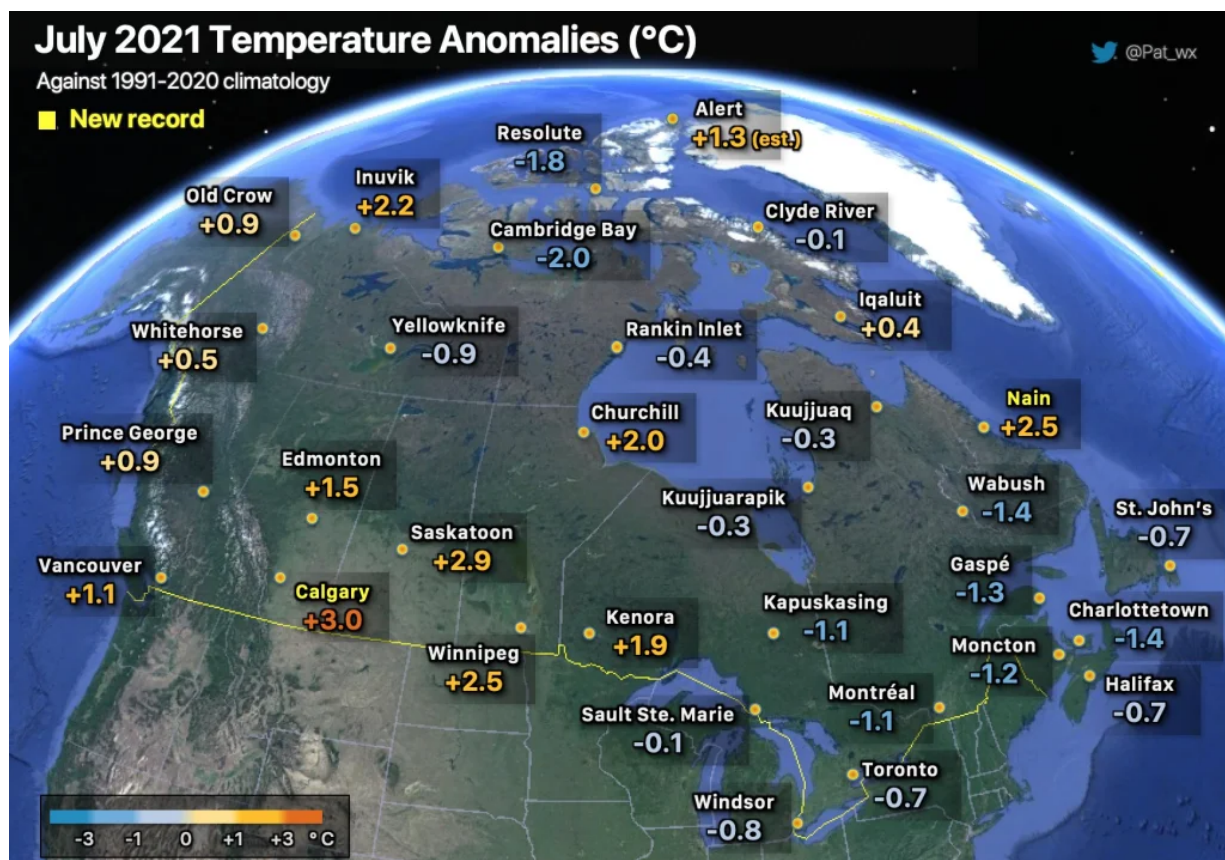 July 2021 Temperature Anomalies (°C)
@Pat_wx
Against 1991-2020 climatology
New record
Alert
+1.3 (est.)
Resolute
-1.8
Inuvik
+2.2
Old Crow
+0.9
Clyde River
-0.1
Cambridge Bay
-2.0
Iqaluit
+0.4
Whitehorse
+0.5
Yellowknife
-0.9
Rankin Inlet
-0.4
Nain
+2.5
Churchill
+2.0
Kuujjuaq
-0.3
Prince George
+0.9
Edmonton
+1.5
Wabush
-1.4
Kuujjuarapik
-0.3
St. John's
-0.7
Saskatoon
+2.9
Vancouver
+1.1
Gaspé
-1.3
Calgary
+3.0
Kenora
+1.9
Kapuskasing
-1.1
Charlottetown
-1.4
Moncton
-1.2
Winnipeg
+2.5
Halifax
-0.7
Montréal
-1.1
Sault Ste. Marie
-0.1
Toronto
-0.7
Windsor
-0.8
-3 -1 0 +1 +3 °C